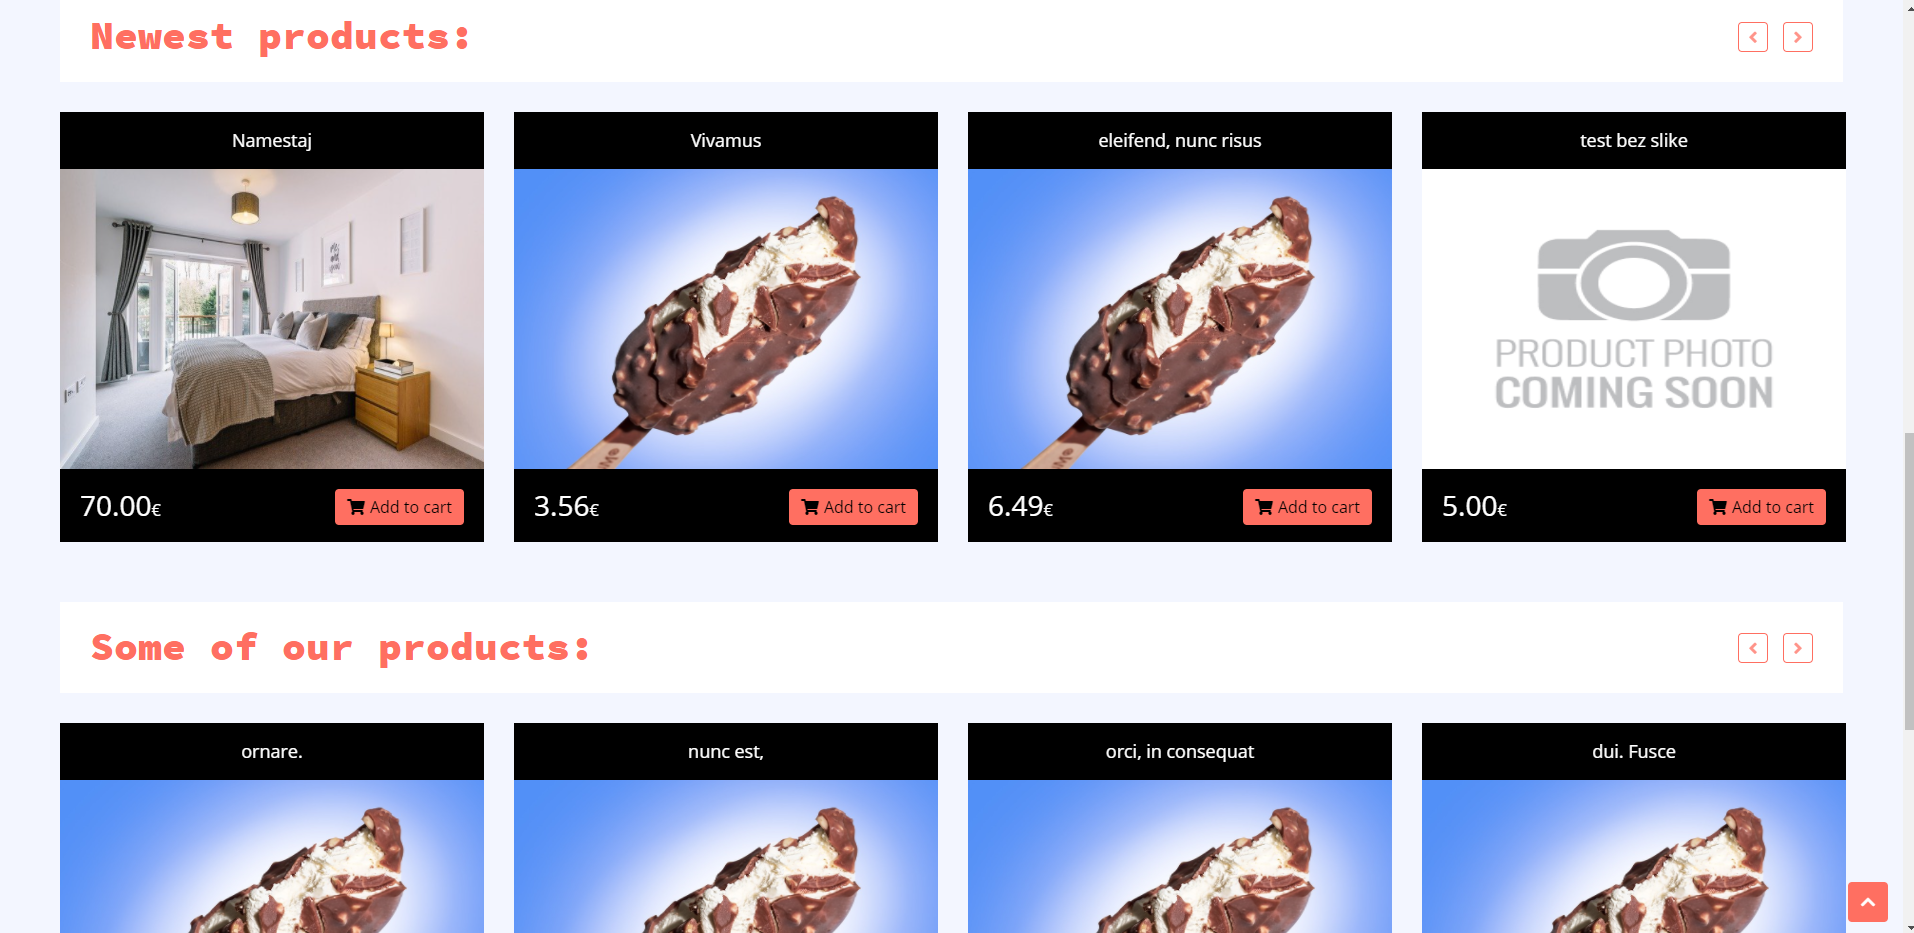 Newest products:
Namestaj
Vivamus
eleifend, nunc risus
test bez slike
PRODUCT PHOTO
COMING SOON
70.00€
Add to cart
3.56€
Add to cart
6.49€
Add to cart
5.00€
Add to cart
Some of our products:
ornare.
nunc est,
orci, in consequat
dui. Fusce